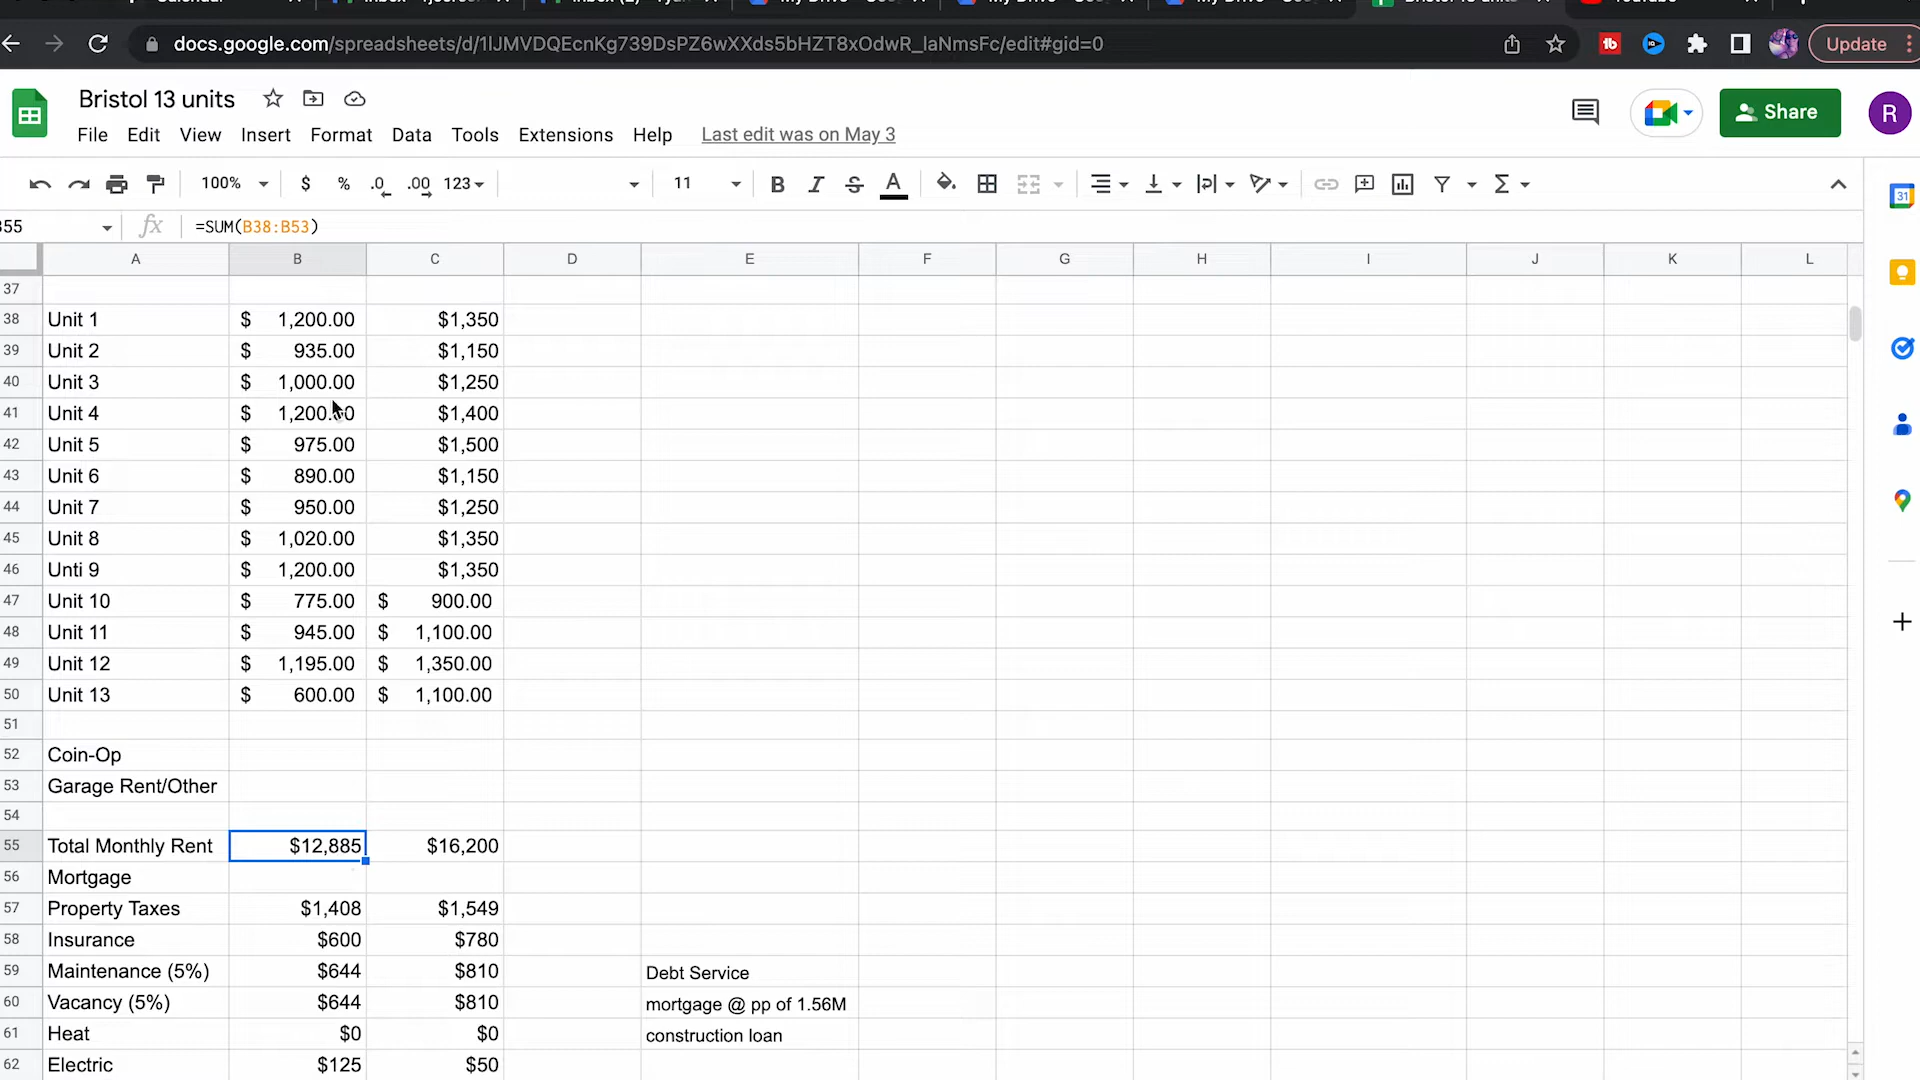 docs.google.com/spreadsheets/d/1lJMVDQEcnKg739DsPZ6wXXds5bHZT8xOdwR_laNmsFc/edit#gid=0
Update
Bristol 13 units
File Edit View Insert Format Data Tools Extensions Help Last edit was on May 3
Share
R
100% $ % .0 .00 123 11 B I S A
fx =SUM(B38:B53)
A B C D E F G H I J K L
37
38 Unit 1 $ 1,200.00 $1,350
39 Unit 2 $ 935.00 $1,150
40 Unit 3 $ 1,000.00 $1,250
41 Unit 4 $ 1,200.00 $1,400
42 Unit 5 $ 975.00 $1,500
43 Unit 6 $ 890.00 $1,150
44 Unit 7 $ 950.00 $1,250
45 Unit 8 $ 1,020.00 $1,350
46 Unti 9 $ 1,200.00 $1,350
47 Unit 10 $ 775.00 $ 900.00
48 Unit 11 $ 945.00 $ 1,100.00
49 Unit 12 $ 1,195.00 $ 1,350.00
50 Unit 13 $ 600.00 $ 1,100.00
51
52 Coin-Op
53 Garage Rent/Other
54
55 Total Monthly Rent $12,885 $16,200
56 Mortgage
57 Property Taxes $1,408 $1,549
58 Insurance $600 $780
59 Maintenance (5%) $644 $810 Debt Service
60 Vacancy (5%) $644 $810 mortgage @ pp of 1.56M
61 Heat $0 $0 construction loan
62 Electric $125 $50
31